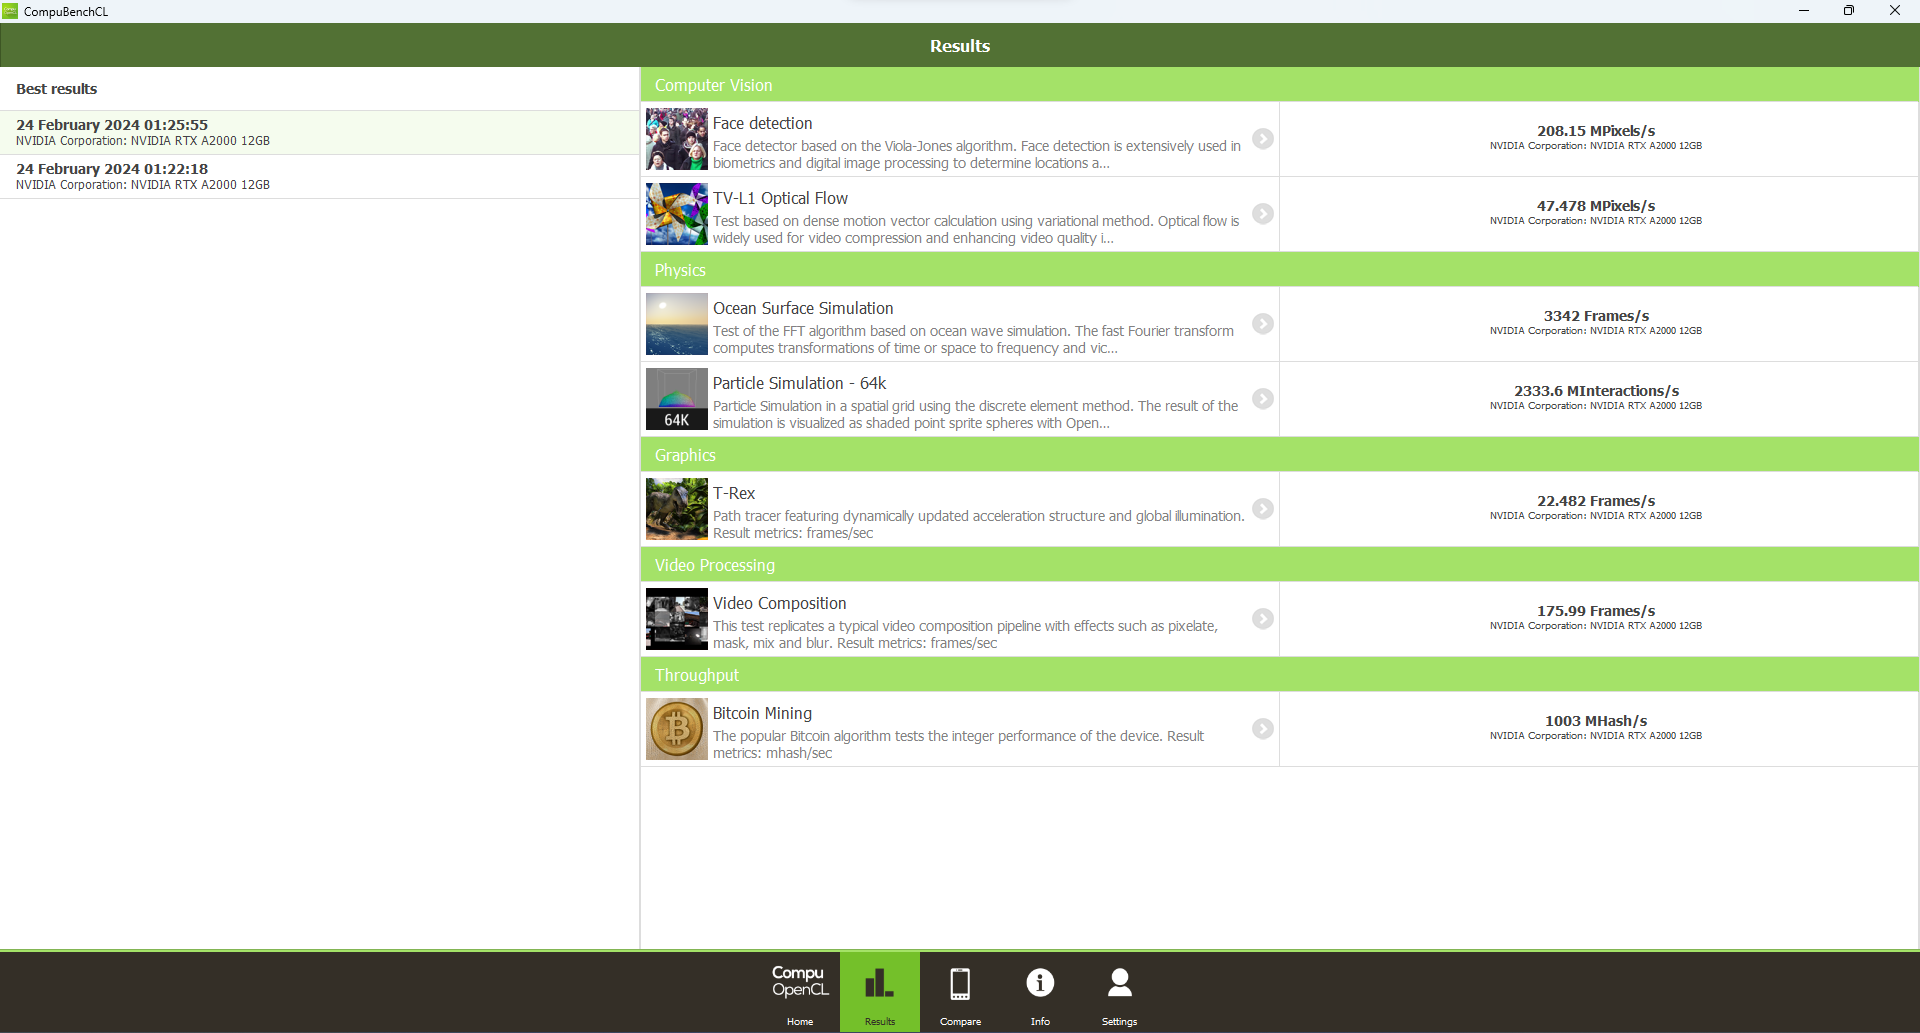 CompuBenchCL
Results
Best results
24 February 2024 01:25:55
NVIDIA Corporation: NVIDIA RTX A2000 12GB
24 February 2024 01:22:18
NVIDIA Corporation: NVIDIA RTX A2000 12GB
Computer Vision
Face detection
Face detector based on the Viola-Jones algorithm. Face detection is extensively used in
biometrics and digital image processing to determine locations a...
208.15 MPixels/s
NVIDIA Corporation: NVIDIA RTX A2000 12GB
TV-L1 Optical Flow
Test based on dense motion vector calculation using variational method. Optical flow is
widely used for video compression and enhancing video quality i...
47.478 MPixels/s
NVIDIA Corporation: NVIDIA RTX A2000 12GB
Physics
Ocean Surface Simulation
Test of the FFT algorithm based on ocean wave simulation. The fast Fourier transform
computes transformations of time or space to frequency and vic...
3342 Frames/s
NVIDIA Corporation: NVIDIA RTX A2000 12GB
64K
Particle Simulation - 64k
Particle Simulation in a spatial grid using the discrete element method. The result of the
simulation is visualized as shaded point sprite spheres with Open...
2333.6 MInteractions/s
NVIDIA Corporation: NVIDIA RTX A2000 12GB
Graphics
T-Rex
Path tracer featuring dynamically updated acceleration structure and global illumination.
Result metrics: frames/sec
22.482 Frames/s
NVIDIA Corporation: NVIDIA RTX A2000 12GB
Video Processing
Video Composition
This test replicates a typical video composition pipeline with effects such as pixelate,
mask, mix and blur. Result metrics: frames/sec
175.99 Frames/s
NVIDIA Corporation: NVIDIA RTX A2000 12GB
Throughput
Bitcoin Mining
The popular Bitcoin algorithm tests the integer performance of the device. Result
metrics: mhash/sec
1003 MHash/s
NVIDIA Corporation: NVIDIA RTX A2000 12GB
Compu
OpenCL
Home
Results
Compare
Info
Settings